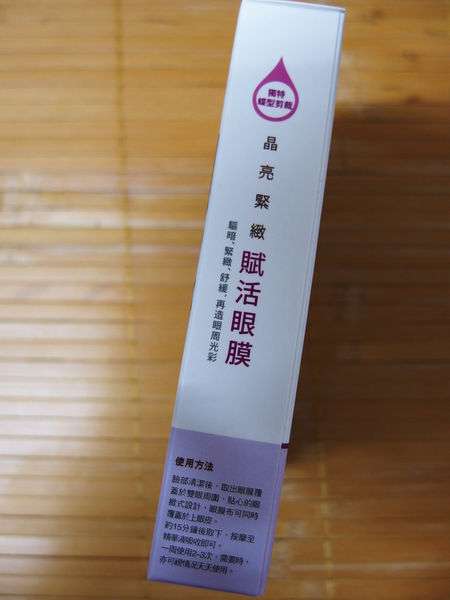 獨特
蝶型剪裁
晶亮緊緻
賦活眼膜
驅暗、緊緻、舒緩，再造眼周光彩
使用方法
臉部清潔後，取出眼膜覆
蓋於雙眼周圍，貼心的眼
線式設計，眼膜布可同時
覆蓋於上眼皮。
約15分鐘後取下，按摩至
精華液吸收即可。
一周使用2~3次，需要時，
亦可視情況天天使用。